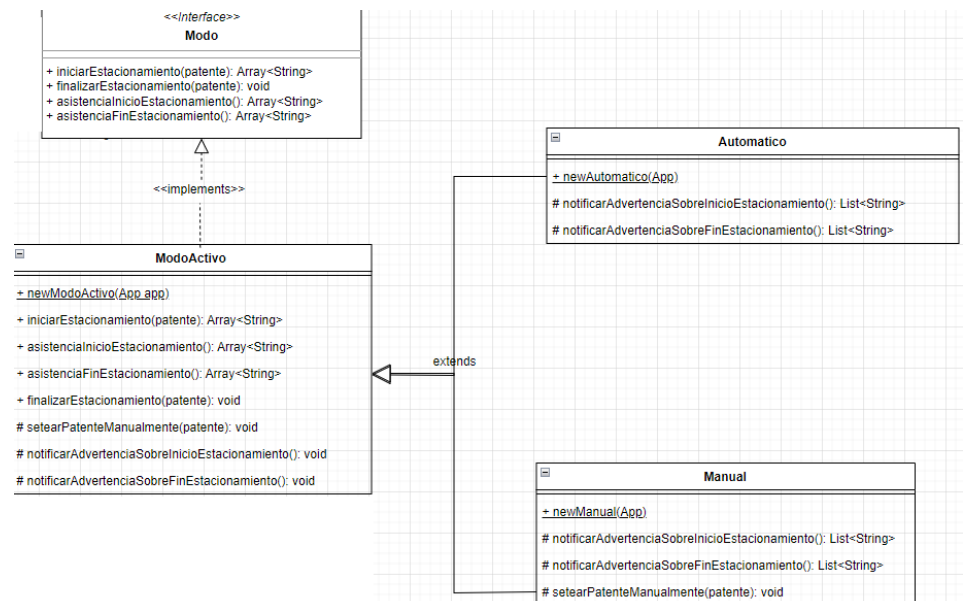 <<Interface>>
Modo
+ iniciarEstacionamiento(patente): Array<String>
+ finalizarEstacionamiento(patente): void
+ asistenciaInicioEstacionamiento(): Array<String>
+ asistenciaFinEstacionamiento(): Array<String>
<<implements>>
ModoActivo
+ newModoActivo(App app)
+ iniciarEstacionamiento(patente): Array<String>
+ asistenciaInicioEstacionamiento(): Array<String>
+ asistenciaFinEstacionamiento(): Array<String>
+ finalizarEstacionamiento(patente): void
# setearPatenteManualmente(patente): void
# notificarAdvertenciaSobreInicioEstacionamiento(): void
# notificarAdvertenciaSobreFinEstacionamiento(): void
extends
Automatico
+ newAutomatico(App)
# notificarAdvertenciaSobreInicioEstacionamiento(): List<String>
# notificarAdvertenciaSobreFinEstacionamiento(): List<String>
Manual
+ newManual(App)
# notificarAdvertenciaSobreInicioEstacionamiento(): List<String>
# notificarAdvertenciaSobreFinEstacionamiento(): List<String>
# setearPatenteManualmente(patente): void